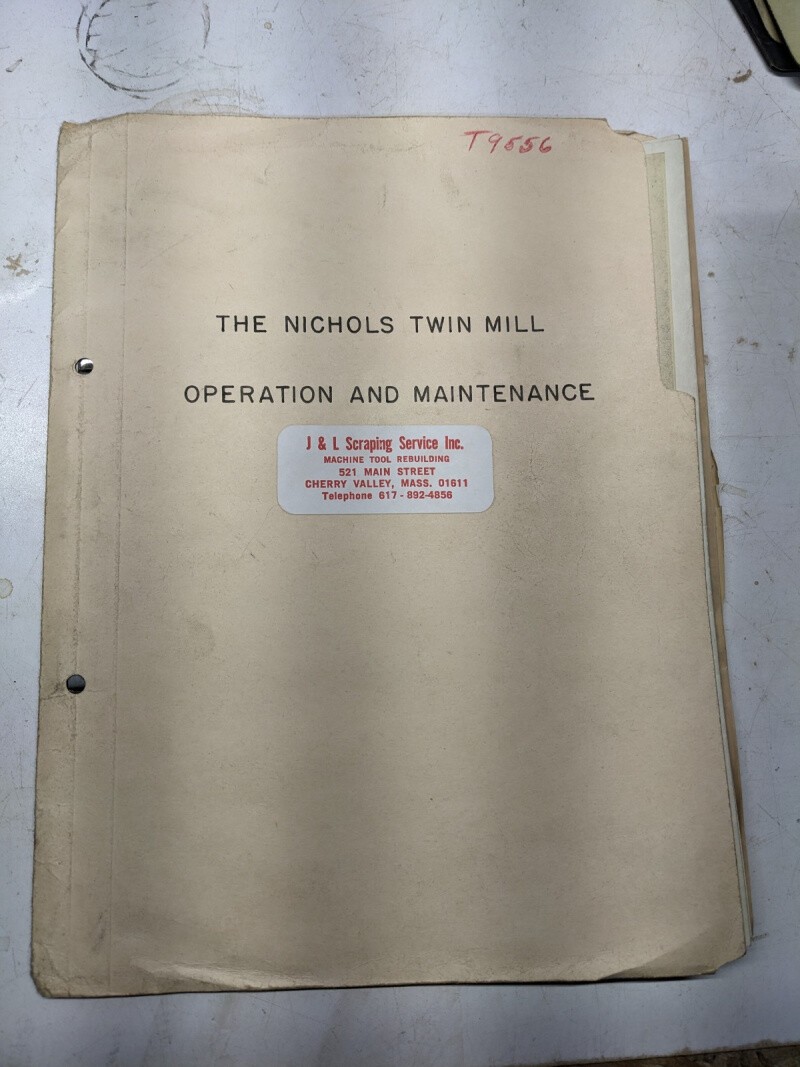 T9556
THE NICHOLS TWIN MILL
OPERATION AND MAINTENANCE
J & L Scraping Service Inc.
MACHINE TOOL REBUILDING
521 MAIN STREET
CHERRY VALLEY, MASS. 01611
Telephone 617 - 892-4856